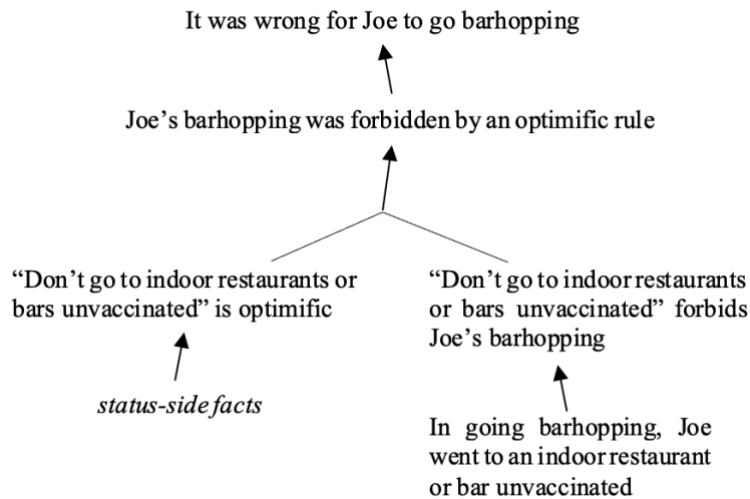 It was wrong for Joe to go barhopping
Joe’s barhopping was forbidden by an optimific rule
“Don’t go to indoor restaurants or
bars unvaccinated” is optimific
“Don’t go to indoor restaurants
or bars unvaccinated” forbids
Joe’s barhopping
status-side facts
In going barhopping, Joe
went to an indoor restaurant
or bar unvaccinated